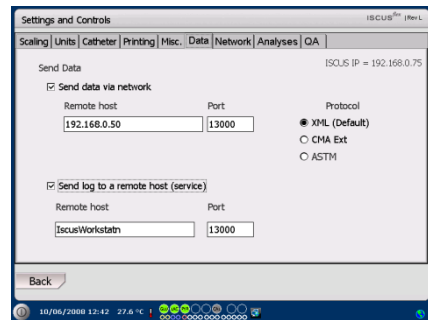 Settings and Controls
ISCUSflex | Rev L
Scaling Units Catheter Printing Misc. Data Network Analyses QA
Send Data
ISCUS IP = 192.168.0.75
Send data via network
Remote host Port Protocol
192.168.0.50 13000 XML (Default)
CMA Ext
ASTM
Send log to a remote host (service)
Remote host Port
IscusWorkstatn 13000
Back
10/06/2008 12:42 27.6 °C